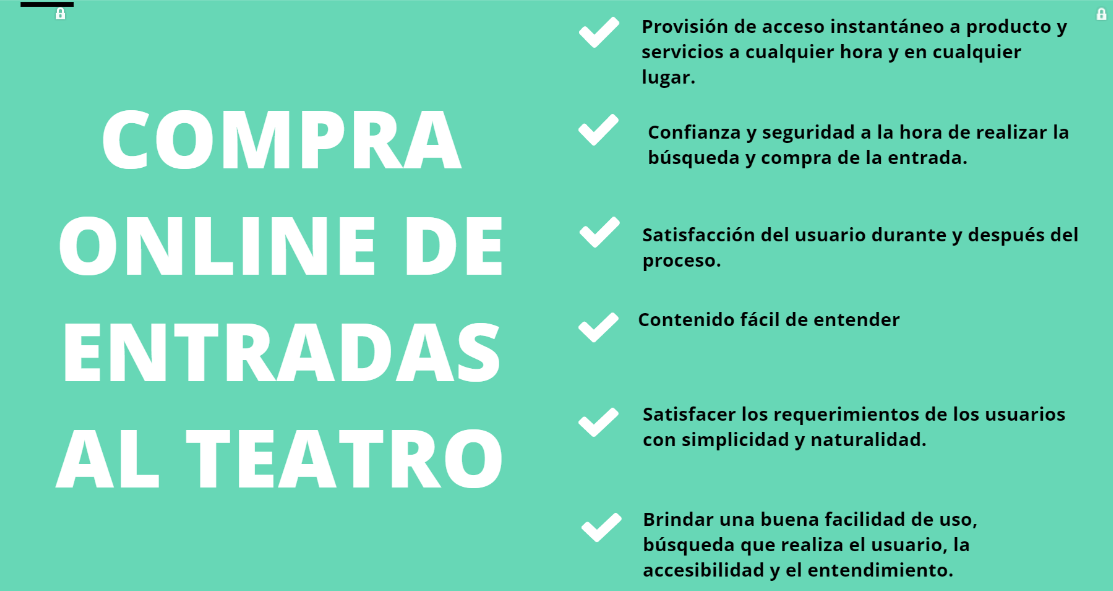 COMPRA
ONLINE DE
ENTRADAS
AL TEATRO
Provisión de acceso instantáneo a producto y
servicios a cualquier hora y en cualquier
lugar.
Confianza y seguridad a la hora de realizar la
búsqueda y compra de la entrada.
Satisfacción del usuario durante y después del
proceso.
Contenido fácil de entender
Satisfacer los requerimientos de los usuarios
con simplicidad y naturalidad.
Brindar una buena facilidad de uso,
búsqueda que realiza el usuario, la
accesibilidad y el entendimiento.